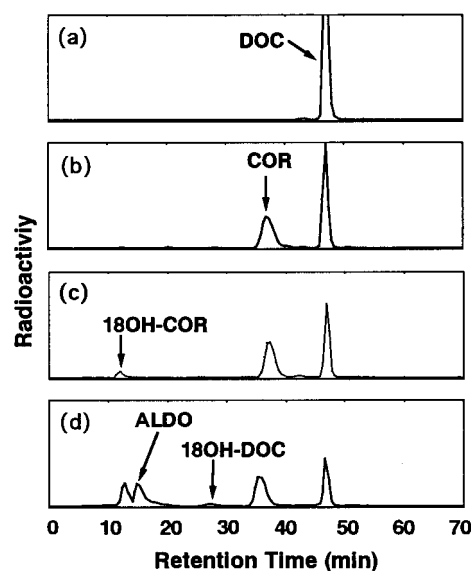 (a)
DOC
(b)
COR
(c)
18OH-COR
(d)
ALDO
18OH-DOC
Radioactiviy
0 10 20 30 40 50 60 70
Retention Time (min)